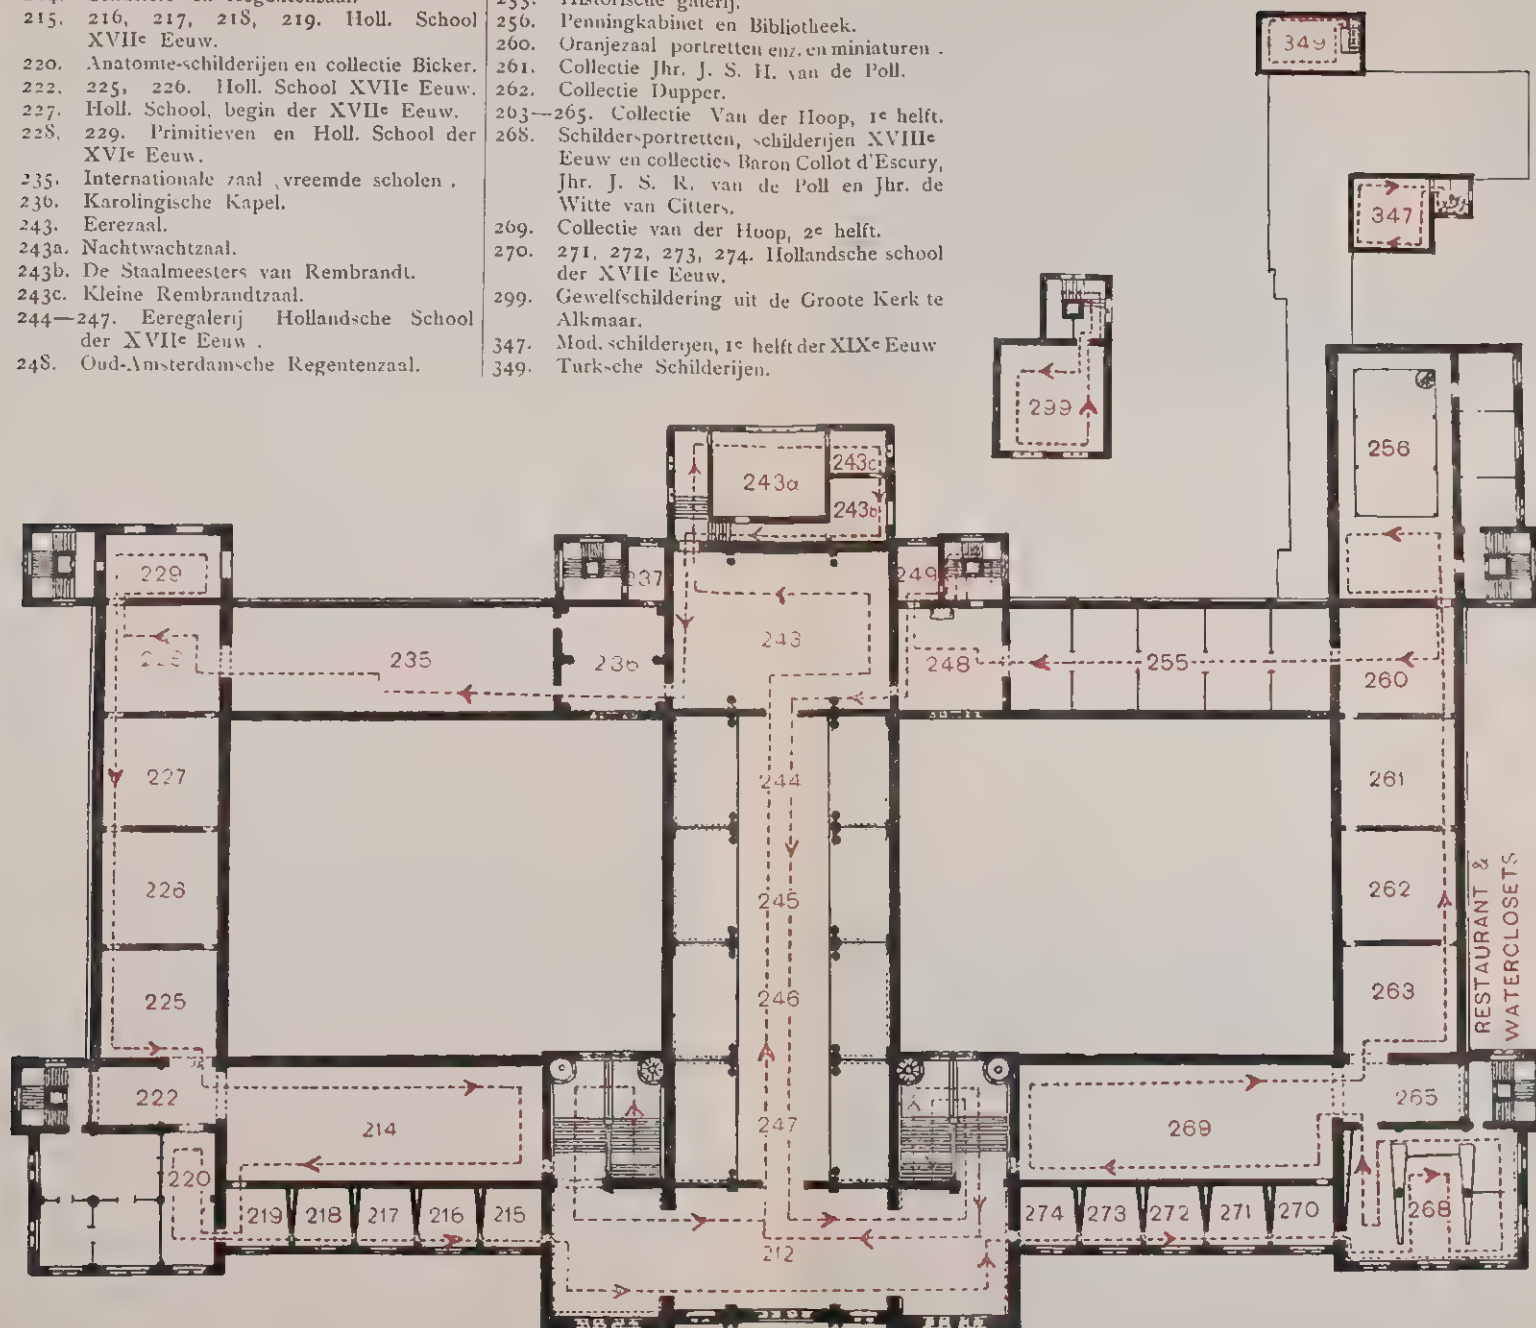 215. 216, 217, 218, 219. Holl. School
XVIIe Eeuw.
220. Anatomie-schilderijen en collectie Bicker.
222, 225, 226. Holl. School XVIIe Eeuw.
227. Holl. School, begin der XVIIe Eeuw.
228, 229. Primitieven en Holl. School der
XVIe Eeuw.
235. Internationale zaal (vreemde scholen).
236. Karolingische Kapel.
243. Eerezaal.
243a. Nachtwachtzaal.
243b. De Staalmeesters van Rembrandt.
243c. Kleine Rembrandtzaal.
244—247. Eeregalerij Hollandsche School
der XVIIe Eeuw.
248. Oud-Amsterdamsche Regentenzaal.
255. Historische galerij.
256. Penningkabinet en Bibliotheek.
260. Oranjezaal portretten enz. en miniaturen.
261. Collectie Jhr. J. S. H. van de Poll.
262. Collectie Dupper.
263—265. Collectie Van der Hoop, 1e helft.
268. Schildersportretten, schilderijen XVIIIe
Eeuw en collecties Baron Collot d'Escury,
Jhr. J. S. R. van de Poll en Jhr. de
Witte van Citters.
269. Collectie van der Hoop, 2e helft.
270. 271, 272, 273, 274. Hollandsche school
der XVIIe Eeuw.
299. Gewelfschildering uit de Groote Kerk te
Alkmaar.
347. Mod. schilderijen, 1e helft der XIXe Eeuw
349. Turksche Schilderijen.
349
347
299
256
243a
243c
243b
229
237
249
228
235
236
243
248
255
260
227
244
261
226
245
262
225
246
263
RESTAURANT &
WATERCLOSETS
222
214
247
269
265
220
219
218
217
216
215
212
274
273
272
271
270
268